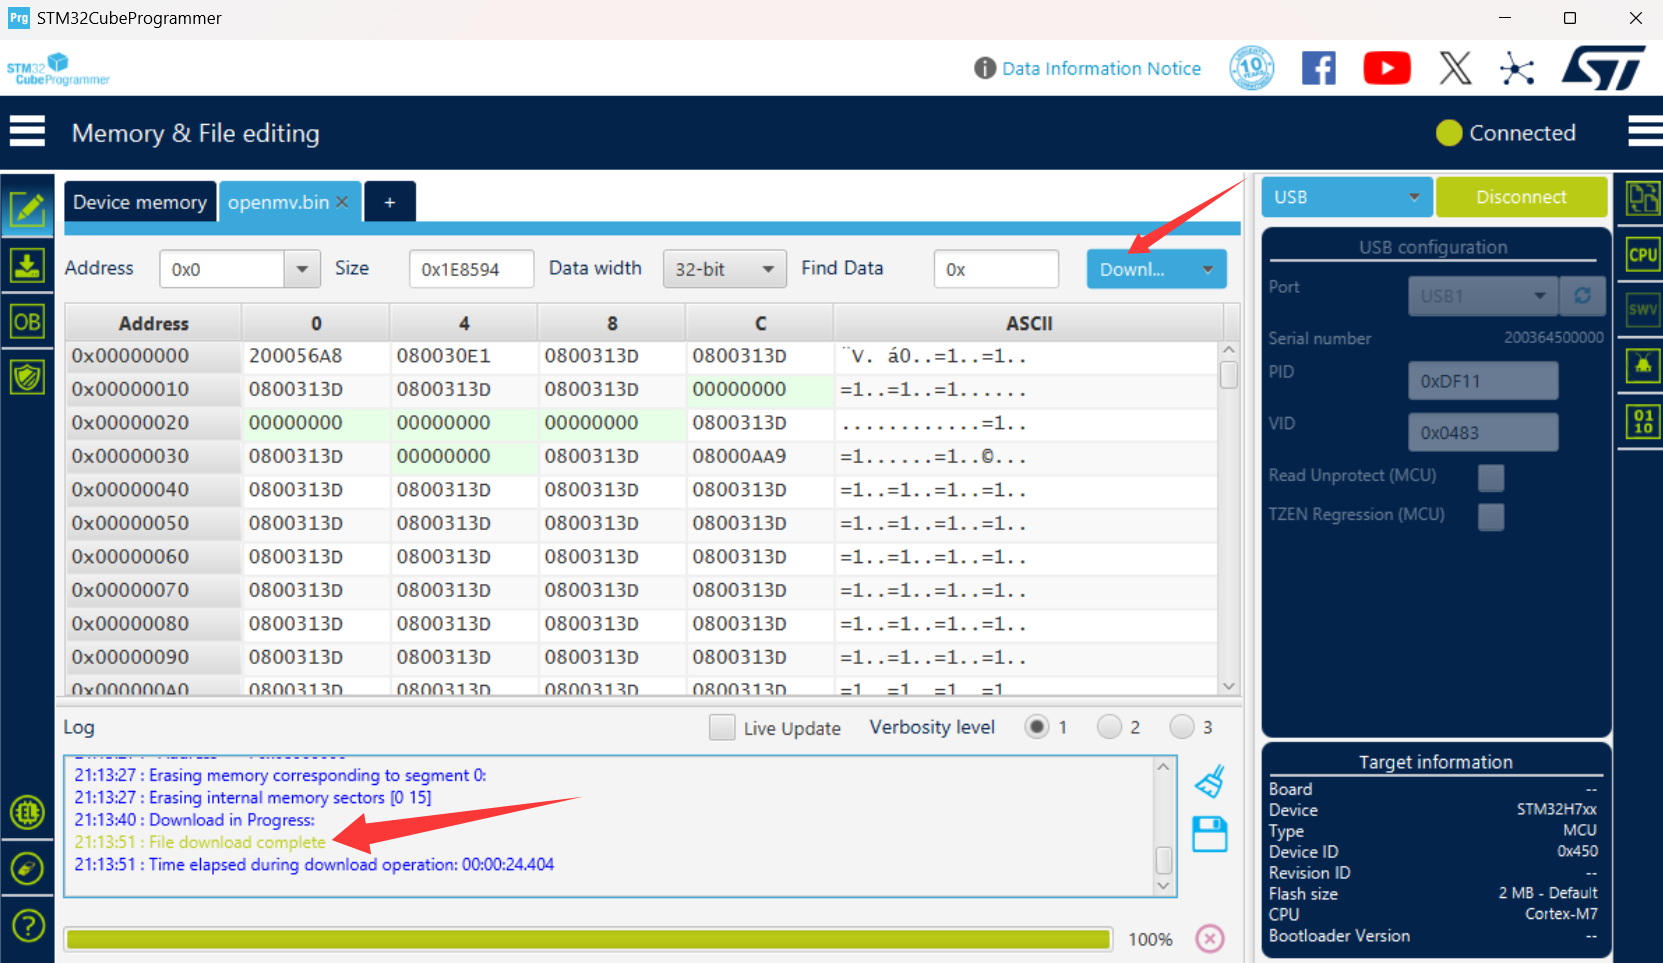 Prg STM32CubeProgrammer
STM32
CubeProgrammer
i Data Information Notice
10
YEARS
ST
Memory & File editing
Connected
Device memory
openmv.bin
+
USB
Disconnect
Address
0x0
Size
0x1E8594
Data width
32-bit
Find Data
0x
Downl...
Address 0 4 8 C ASCII
0x00000000 200056A8 080030E1 0800313D 0800313D ¨V. á0..=1..=1..
0x00000010 0800313D 0800313D 0800313D 00000000 =1..=1..=1......
0x00000020 00000000 00000000 00000000 0800313D ............=1..
0x00000030 0800313D 00000000 0800313D 08000AA9 =1......=1..©...
0x00000040 0800313D 0800313D 0800313D 0800313D =1..=1..=1..=1..
0x00000050 0800313D 0800313D 0800313D 0800313D =1..=1..=1..=1..
0x00000060 0800313D 0800313D 0800313D 0800313D =1..=1..=1..=1..
0x00000070 0800313D 0800313D 0800313D 0800313D =1..=1..=1..=1..
0x00000080 0800313D 0800313D 0800313D 0800313D =1..=1..=1..=1..
0x00000090 0800313D 0800313D 0800313D 0800313D =1..=1..=1..=1..
0x000000A0 0800313D 0800313D 0800313D 0800313D =1..=1..=1..=1
USB configuration
Port
USB1
Serial number 200364500000
PID
0xDF11
VID
0x0483
Read Unprotect (MCU)
TZEN Regression (MCU)
OB
CPU
SWV
01
10
EL
?
Log
Live Update
Verbosity level
1
2
3
21:13:27 : Erasing memory corresponding to segment 0:
21:13:27 : Erasing internal memory sectors [0 15]
21:13:40 : Download in Progress:
21:13:51 : File download complete
21:13:51 : Time elapsed during download operation: 00:00:24.404
100%
Target information
Board --
Device STM32H7xx
Type MCU
Device ID 0x450
Revision ID --
Flash size 2 MB - Default
CPU Cortex-M7
Bootloader Version --